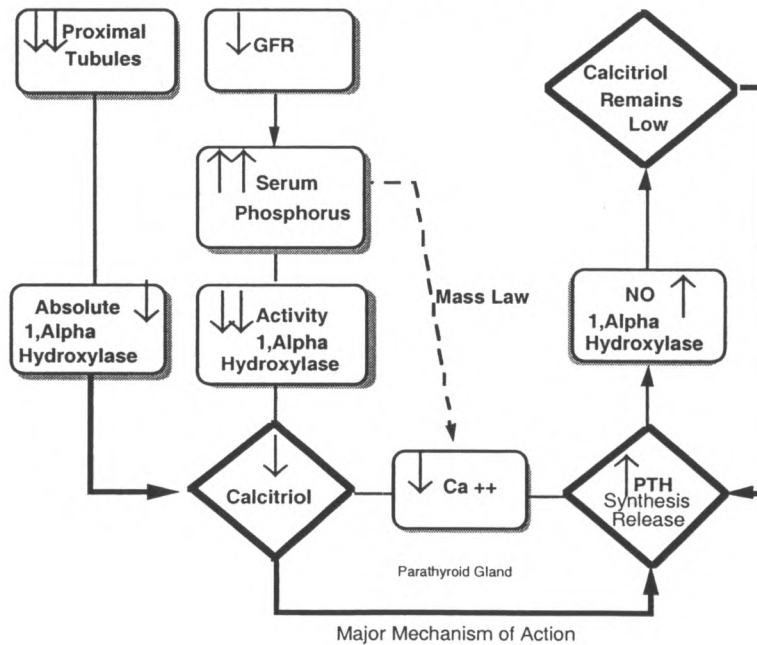 Proximal
Tubules
GFR
Serum
Phosphorus
Absolute
1,Alpha
Hydroxylase
Activity
1,Alpha
Hydroxylase
Mass Law
Calcitriol
Ca ++
PTH
Synthesis
Release
NO
1,Alpha
Hydroxylase
Calcitriol
Remains
Low
Parathyroid Gland
Major Mechanism of Action